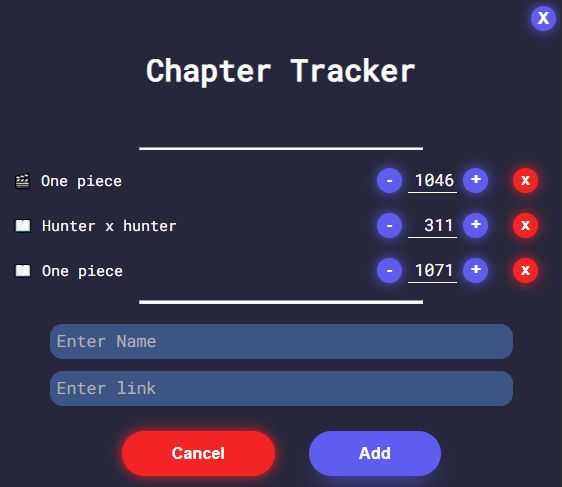 X
Chapter Tracker
One piece - 1046 + x
Hunter x hunter - 311 + x
One piece - 1071 + x
Enter Name
Enter link
Cancel Add